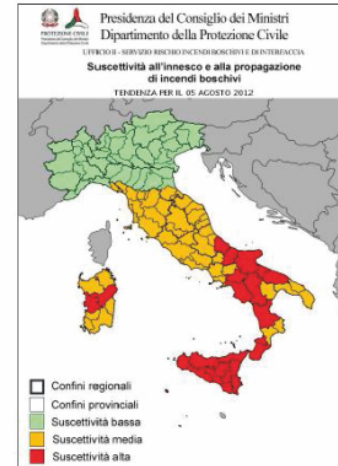 Presidenza del Consiglio dei Ministri
Dipartimento della Protezione Civile
UFFICIO II - SERVIZIO RISCHIO INCENDI BOSCHIVI E DI INTERFACCIA
Suscettività all'innesco e alla propagazione
di incendi boschivi
TENDENZA PER IL 05 AGOSTO 2012
Confini regionali
Confini provinciali
Suscettività bassa
Suscettività media
Suscettività alta